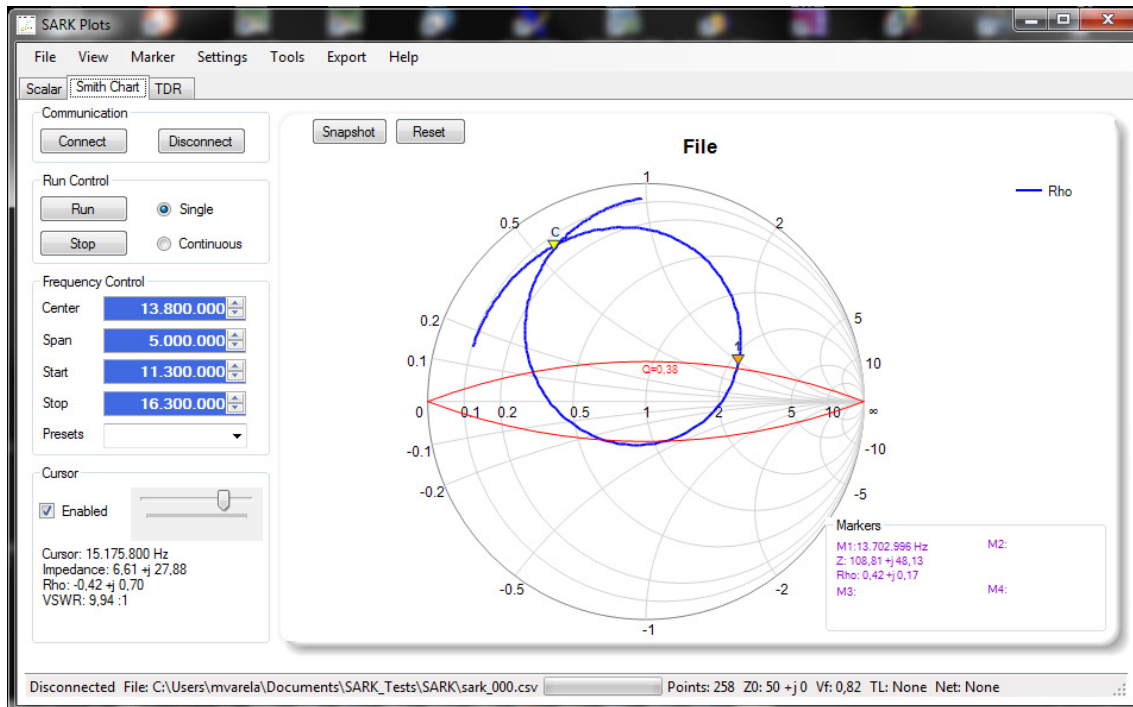 SARK Plots
File View Marker Settings Tools Export Help
Scalar Smith Chart TDR
Communication
Connect Disconnect
Run Control
Run Single
Stop Continuous
Frequency Control
Center 13.800.000
Span 5.000.000
Start 11.300.000
Stop 16.300.000
Presets
Cursor
Enabled
Cursor: 15.175.800 Hz
Impedance: 6,61 +j 27,88
Rho: -0,42 +j 0,70
VSWR: 9,94 :1
Snapshot Reset
File
Rho
1
0.5 2
C
0.2 5
0.1 1 10
Q=0,38
0 0.1 0.2 0.5 1 2 5 10 ∞
-0.1 -10
-0.2 -5
-0.5 -2
-1
Markers
M1:13.702.996 Hz M2:
Z: 108,81 +j 48,13
Rho: 0,42 +j 0,17
M3: M4:
Disconnected File: C:\Users\mvarela\Documents\SARK_Tests\SARK\sark_000.csv Points: 258 Z0: 50 +j 0 Vf: 0,82 TL: None Net: None